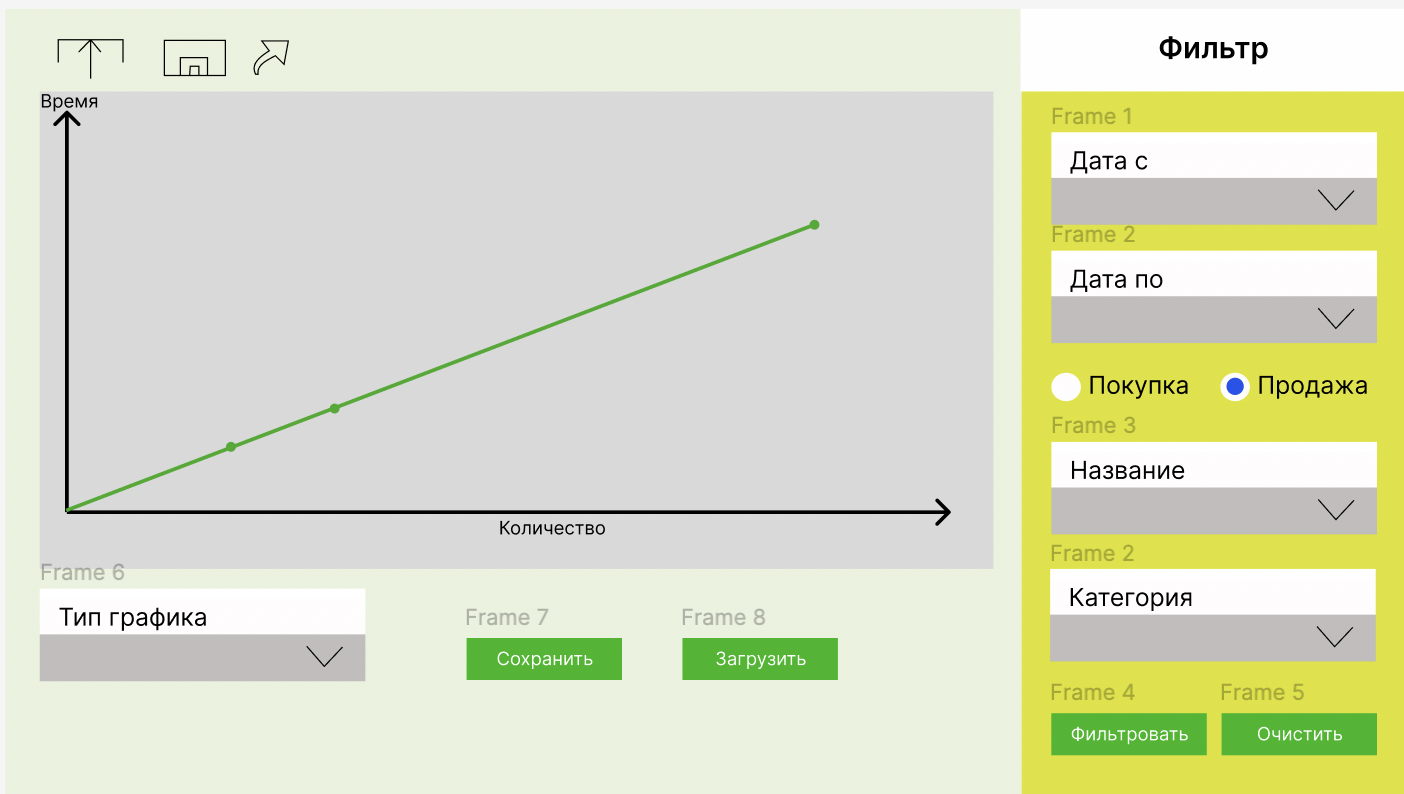 Время
Количество
Frame 6
Тип графика
Frame 7
Сохранить
Frame 8
Загрузить
Фильтр
Frame 1
Дата с
Frame 2
Дата по
Покупка
Продажа
Frame 3
Название
Frame 2
Категория
Frame 4
Фильтровать
Frame 5
Очистить